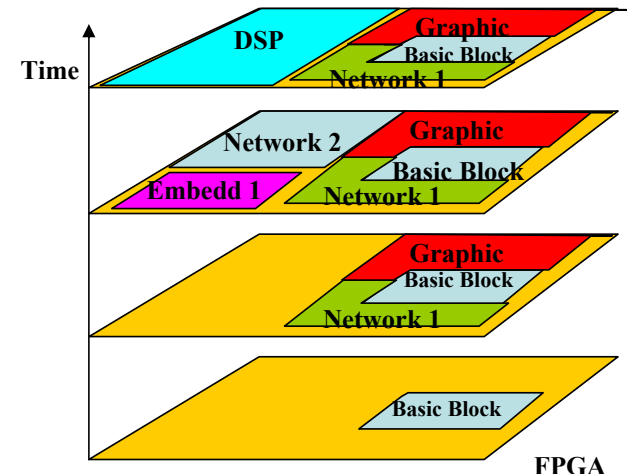 DSP
Graphic
Basic Block
Time
Network 1
Graphic
Network 2
Basic Block
Embedd 1
Network 1
Graphic
Basic Block
Network 1
Basic Block
FPGA